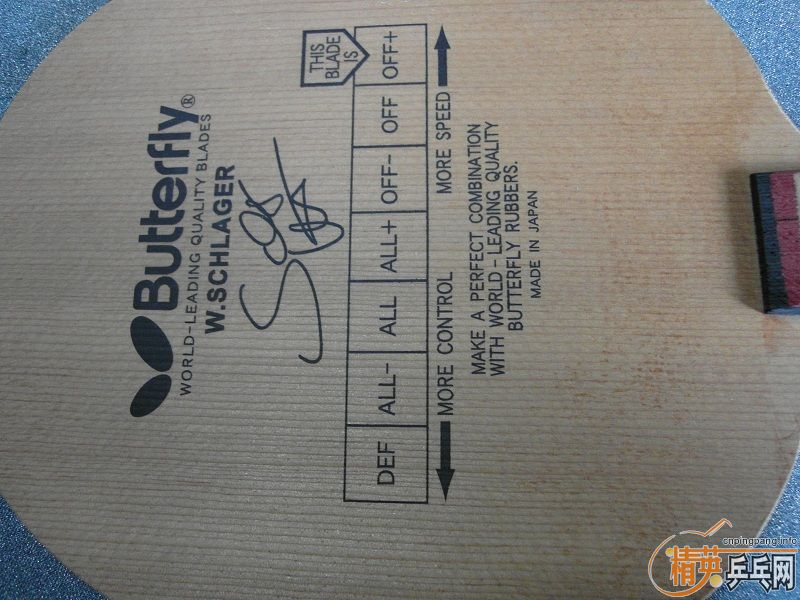 Butterfly®
WORLD-LEADING QUALITY BLADES
W.SCHLAGER
THIS
BLADE
IS
DEF ALL- ALL ALL+ OFF- OFF OFF+
MORE CONTROL MORE SPEED
MAKE A PERFECT COMBINATION
WITH WORLD-LEADING QUALITY
BUTTERFLY RUBBERS.
MADE IN JAPAN
cnpingpang.info
精英乒乓网